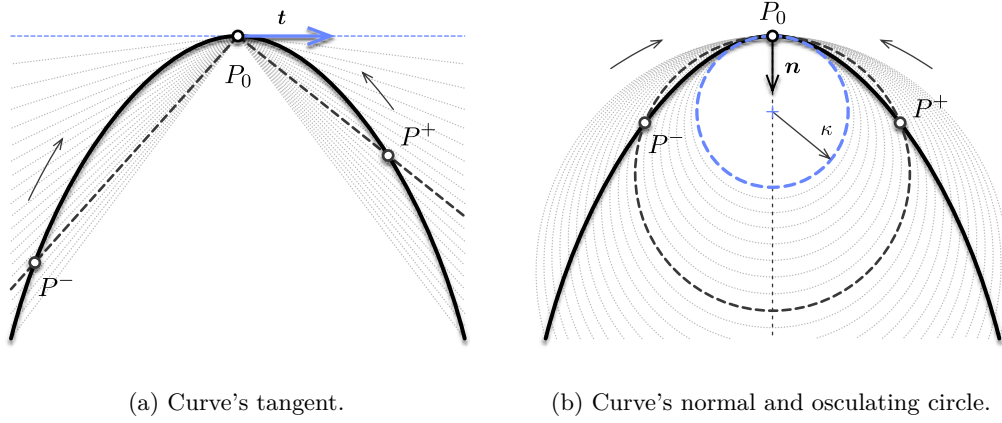 t
P₀
P⁺
P⁻
(a) Curve's tangent.
P₀
n
P⁺
κ
P⁻
(b) Curve's normal and osculating circle.